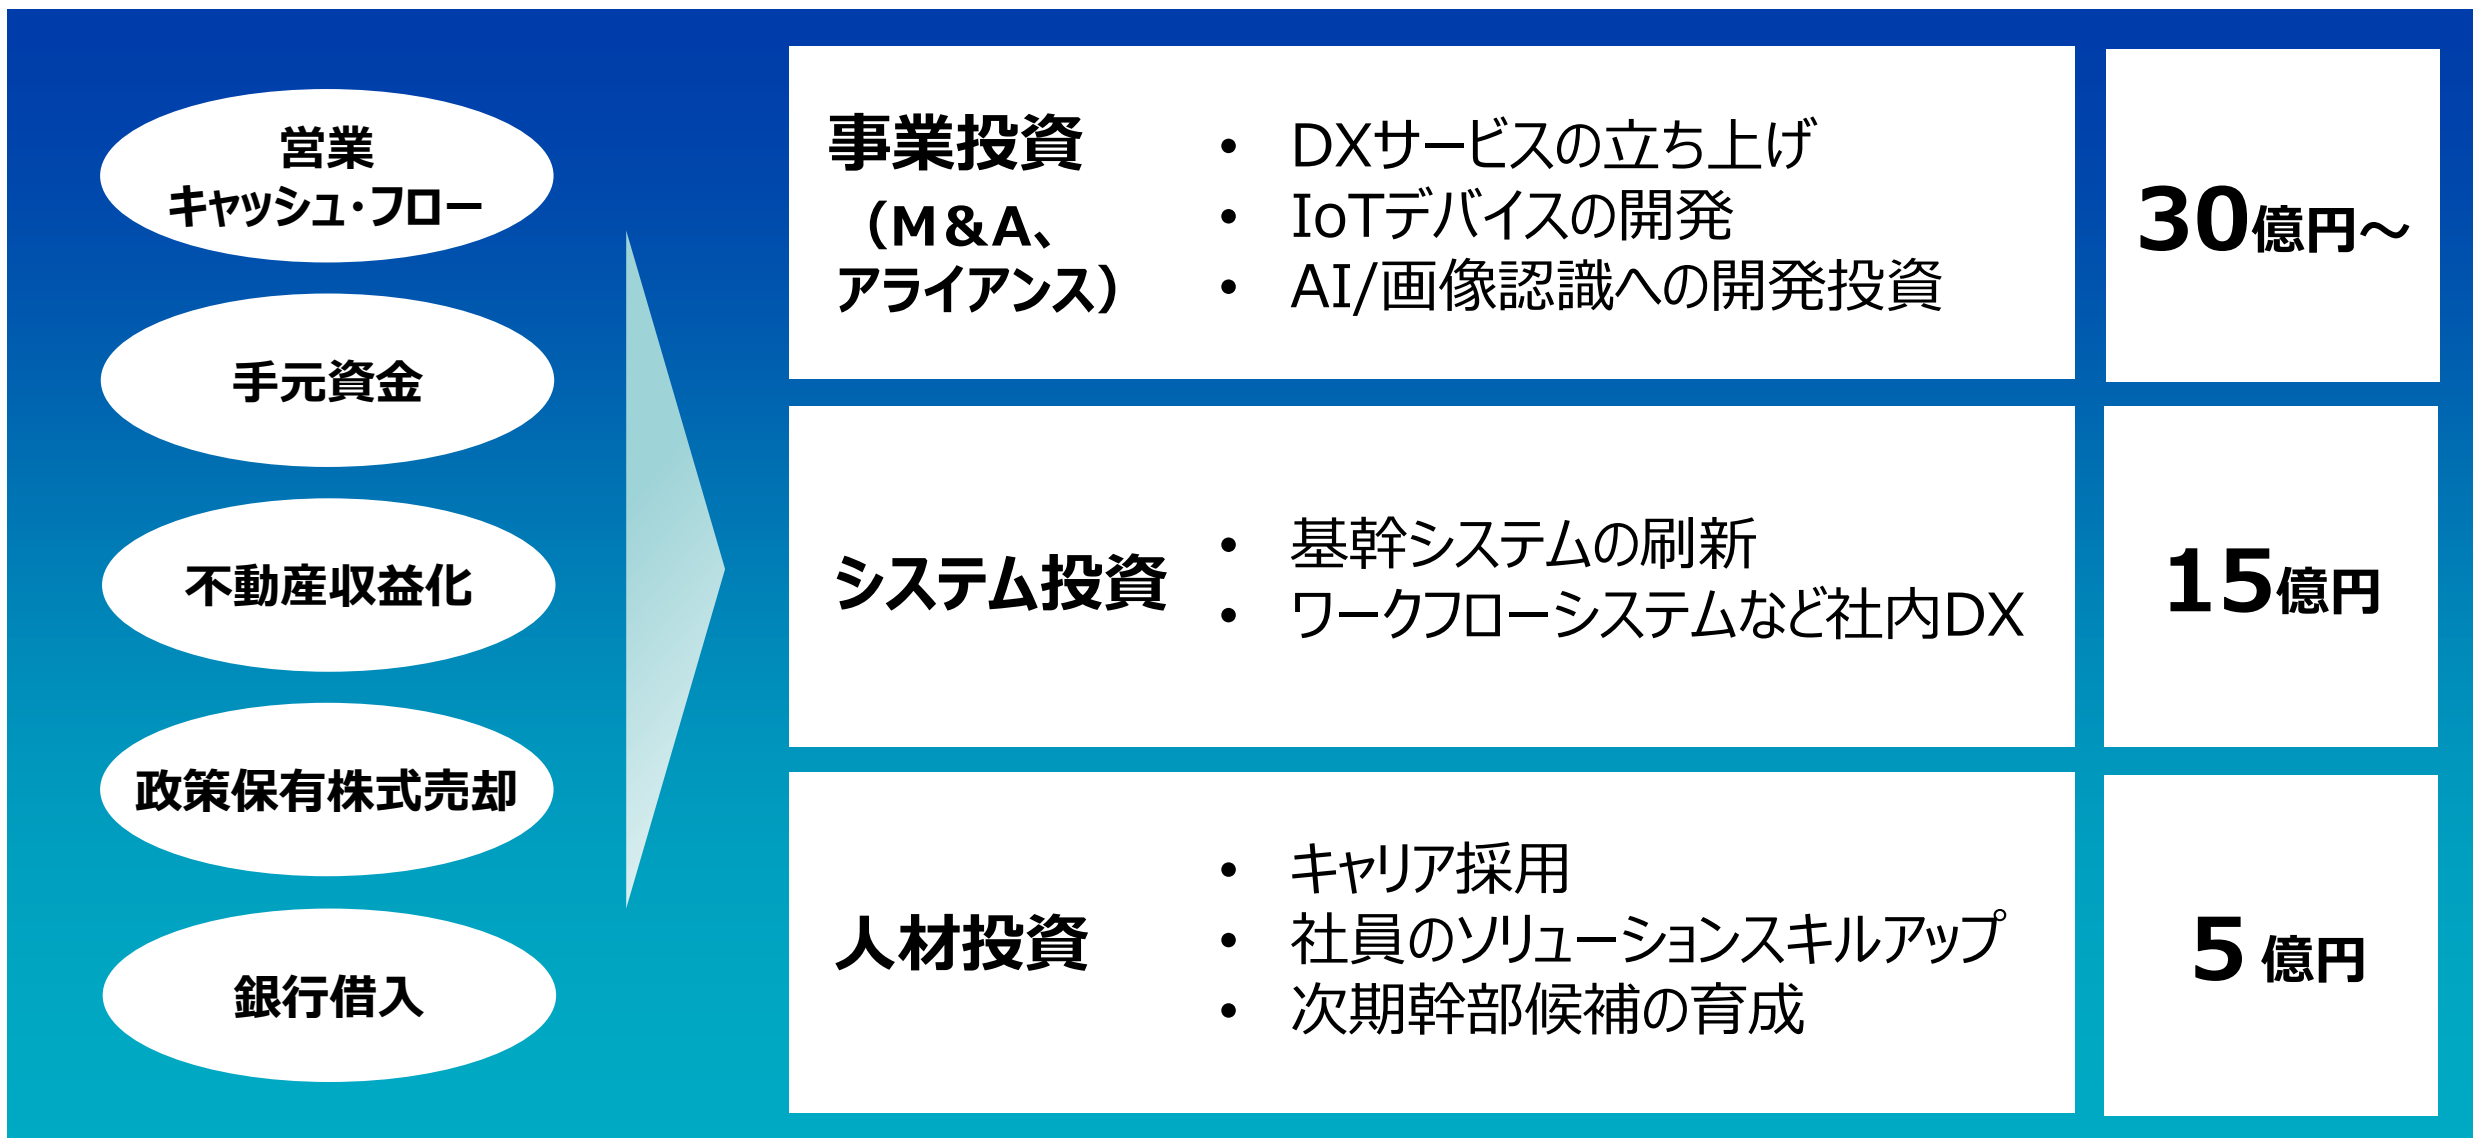 営業
キャッシュ・フロー
手元資金
不動産収益化
政策保有株式売却
銀行借入
事業投資
（M＆A、
アライアンス）
• DXサービスの立ち上げ
• IoTデバイスの開発
• AI/画像認識への開発投資
30億円～
システム投資
• 基幹システムの刷新
• ワークフローシステムなど社内DX
15億円
人材投資
• キャリア採用
• 社員のソリューションスキルアップ
• 次期幹部候補の育成
5 億円